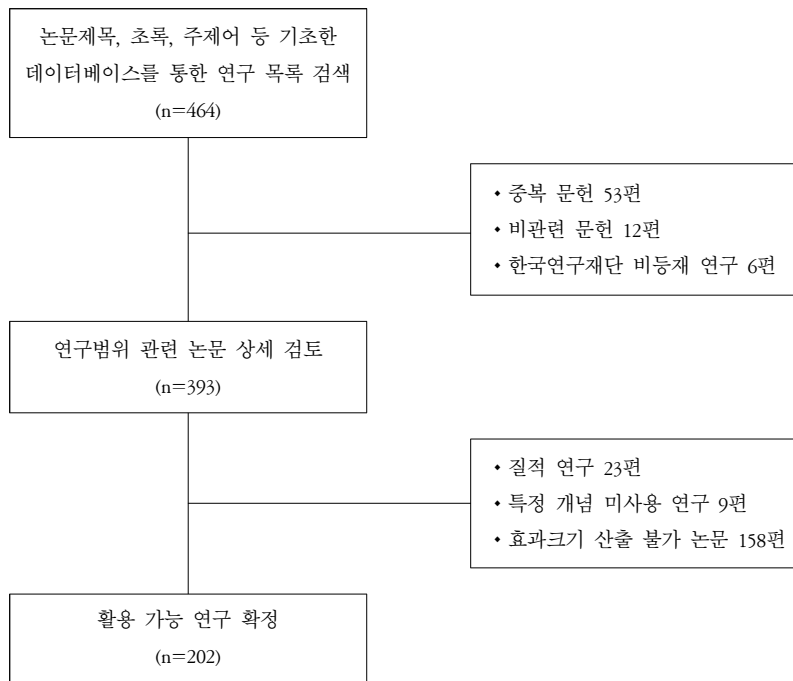 논문제목, 초록, 주제어 등 기초한
데이터베이스를 통한 연구 목록 검색
(n=464)
• 중복 문헌 53편
• 비관련 문헌 12편
• 한국연구재단 비등재 연구 6편
연구범위 관련 논문 상세 검토
(n=393)
• 질적 연구 23편
• 특정 개념 미사용 연구 9편
• 효과크기 산출 불가 논문 158편
활용 가능 연구 확정
(n=202)